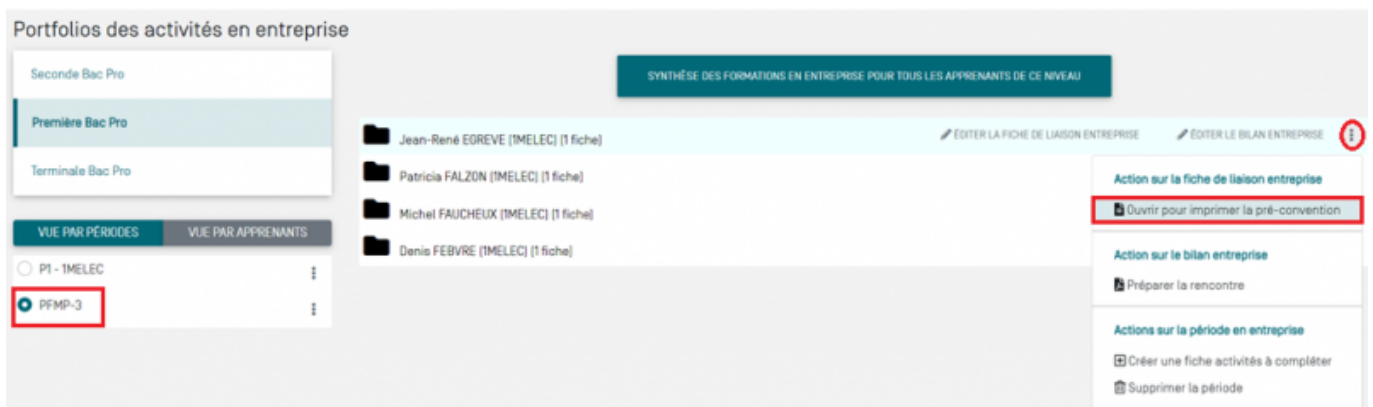 Portfolios des activités en entreprise
Seconde Bac Pro
Première Bac Pro
Terminale Bac Pro
VUE PAR PÉRIODES VUE PAR APPRENANTS
P1 - 1MELEC
PFMP-3
SYNTHÈSE DES FORMATIONS EN ENTREPRISE POUR TOUS LES APPRENANTS DE CE NIVEAU
Jean-René EGREVE (1MELEC) (1 fiche) ÉDITER LA FICHE DE LIAISON ENTREPRISE ÉDITER LE BILAN ENTREPRISE
Patricia FALZON (1MELEC) (1 fiche)
Michel FAUCHEUX (1MELEC) (1 fiche)
Denis FEBVRE (1MELEC) (1 fiche)
Action sur la fiche de liaison entreprise
Ouvrir pour imprimer la pré-convention
Action sur le bilan entreprise
Préparer la rencontre
Actions sur la période en entreprise
Créer une fiche activités à compléter
Supprimer la période